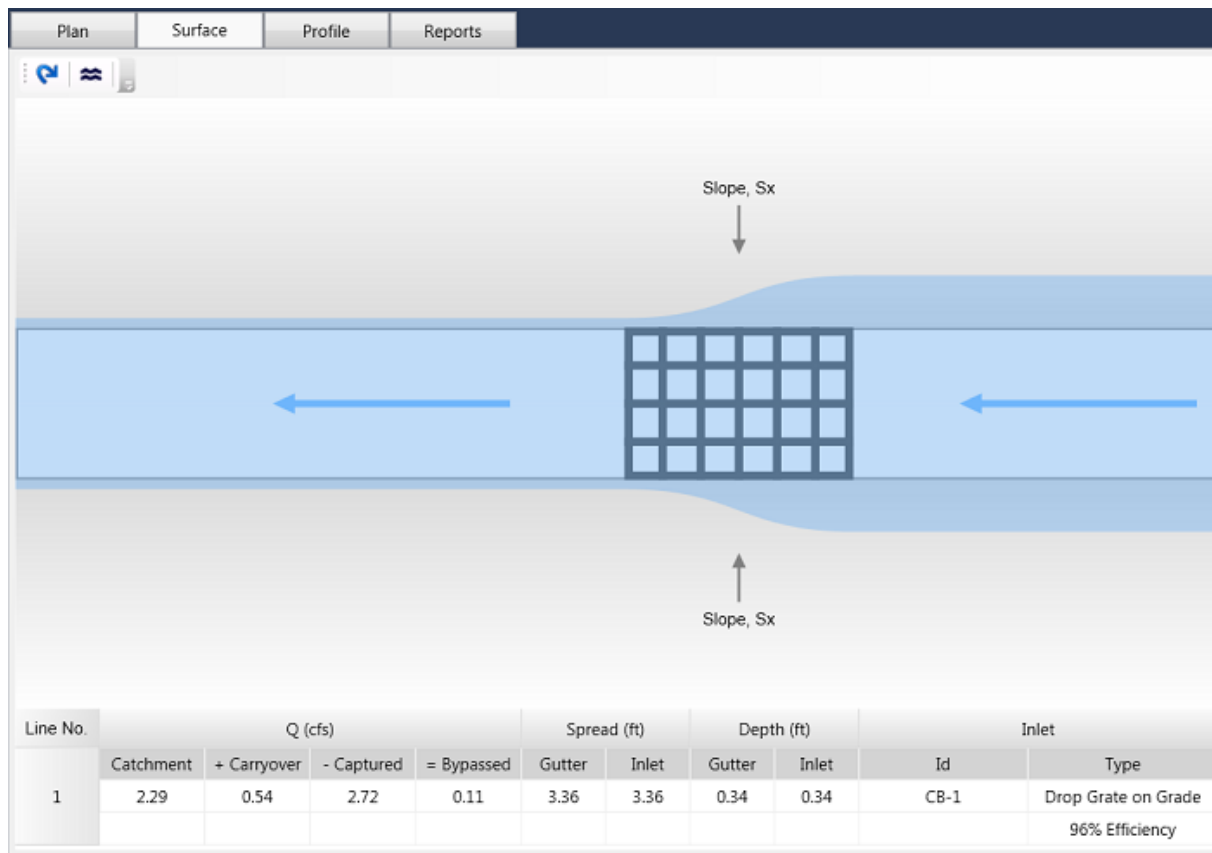 Plan Surface Profile Reports
Slope, Sx
Slope, Sx
Line No. Q (cfs) Spread (ft) Depth (ft) Inlet
Catchment + Carryover - Captured = Bypassed Gutter Inlet Gutter Inlet Id Type
1 2.29 0.54 2.72 0.11 3.36 3.36 0.34 0.34 CB-1 Drop Grate on Grade
96% Efficiency